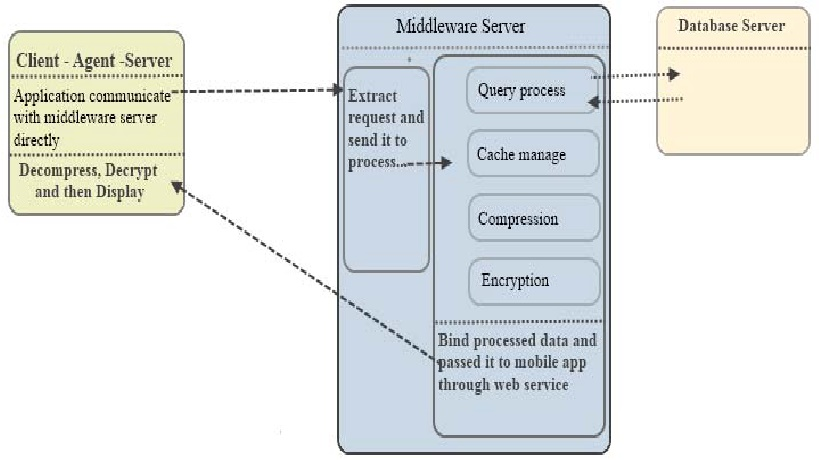 Client - Agent -Server
Application communicate
with middleware server
directly
Decompress, Decrypt
and then Display
Middleware Server
Extract
request and
send it to
process...
Query process
Cache manage
Compression
Encryption
Bind processed data and
passed it to mobile app
through web service
Database Server